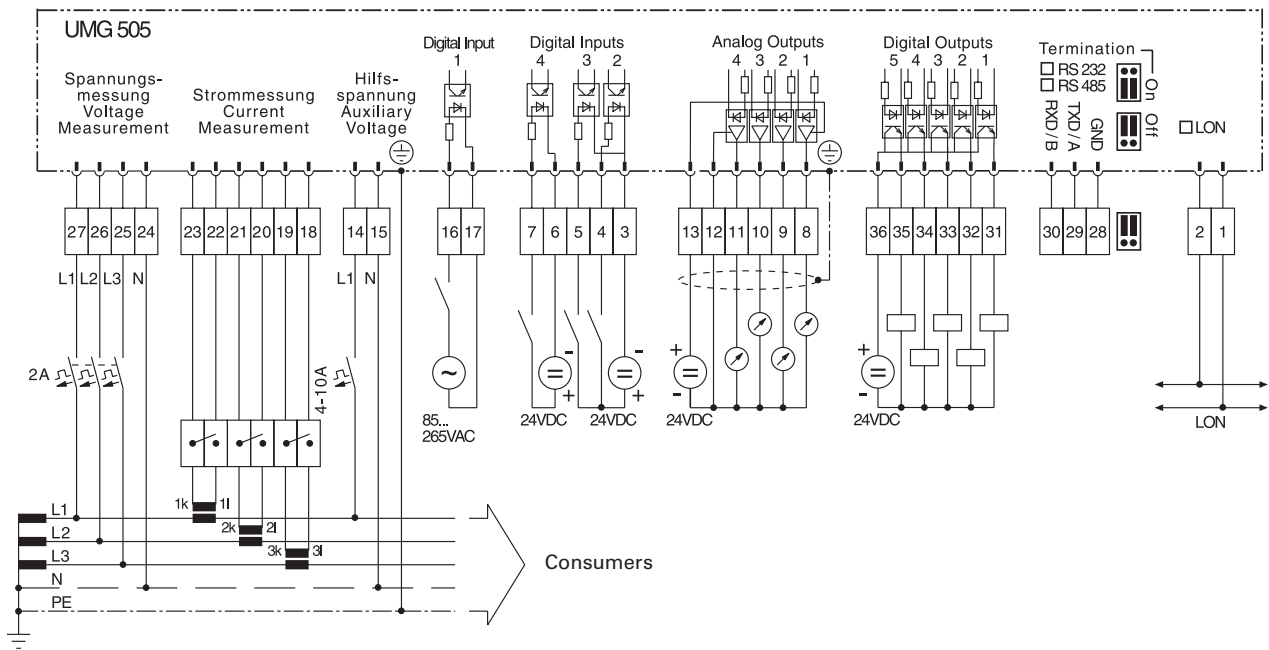 UMG 505
Spannungs-
messung
Voltage
Measurement
Strommessung
Current
Measurement
Hilfs-
spannung
Auxiliary
Voltage
Digital Input
1
Digital Inputs
4 3 2
Analog Outputs
4 3 2 1
Digital Outputs
5 4 3 2 1
Termination
RS 232
RS 485
On
Off
RXD / B
TXD / A
GND
LON
27 26 25 24
23 22 21 20 19 18
14 15
16 17
7 6 5 4 3
13 12 11 10 9 8
36 35 34 33 32 31
30 29 28
2 1
L1 L2 L3 N
L1 N
2A
4-10A
~
85...
265VAC
= - +
24VDC
= - +
24VDC
+ = -
24VDC
+ = -
24VDC
LON
1k 1l
2k 2l
3k 3l
L1
L2
L3
N
PE
Consumers